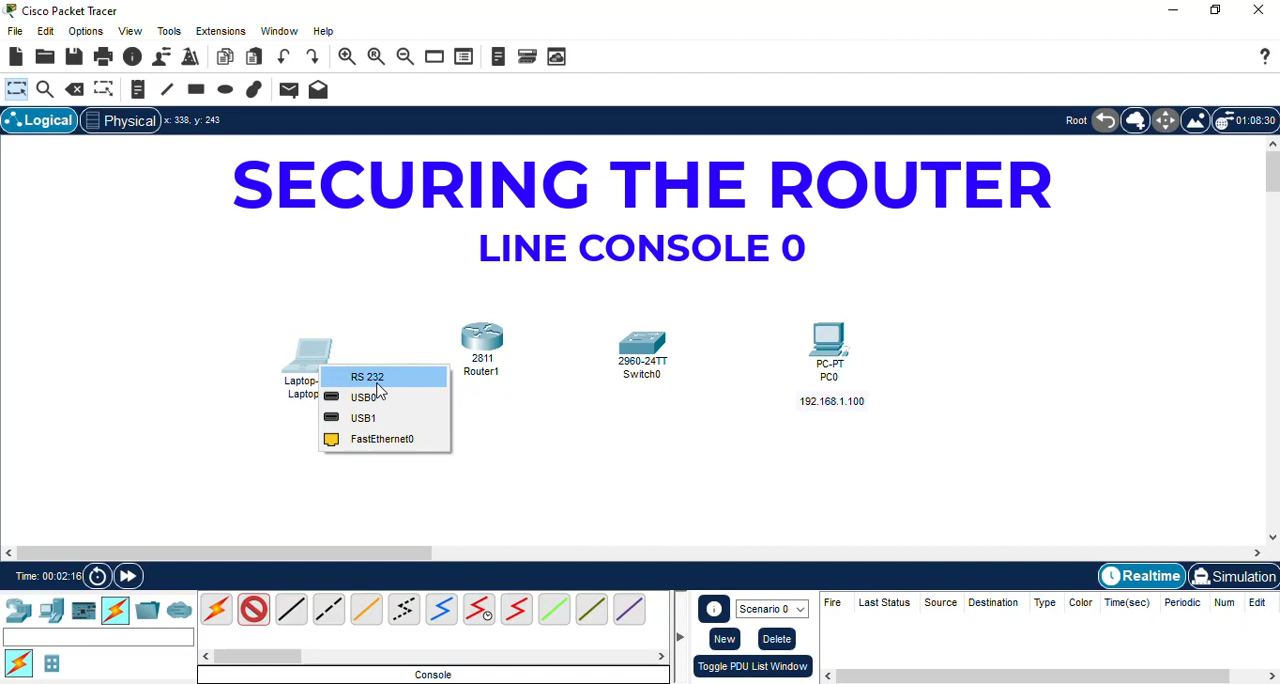 Cisco Packet Tracer
File Edit Options View Tools Extensions Window Help
?
Logical Physical x: 338, y: 243 Root 01:08:30
SECURING THE ROUTER
LINE CONSOLE 0
2811
Router1
2960-24TT
Switch0
PC-PT
PC0
192.168.1.100
Laptop-
Laptop
RS 232
USB0
USB1
FastEthernet0
Time: 00:02:16 Realtime Simulation
Scenario 0
New Delete
Toggle PDU List Window
Fire Last Status Source Destination Type Color Time(sec) Periodic Num Edit
Console